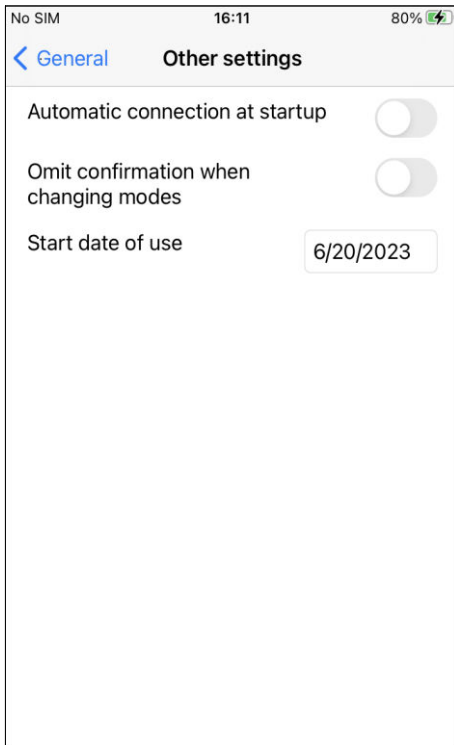 No SIM 16:11 80%
General Other settings
Automatic connection at startup
Omit confirmation when
changing modes
Start date of use 6/20/2023